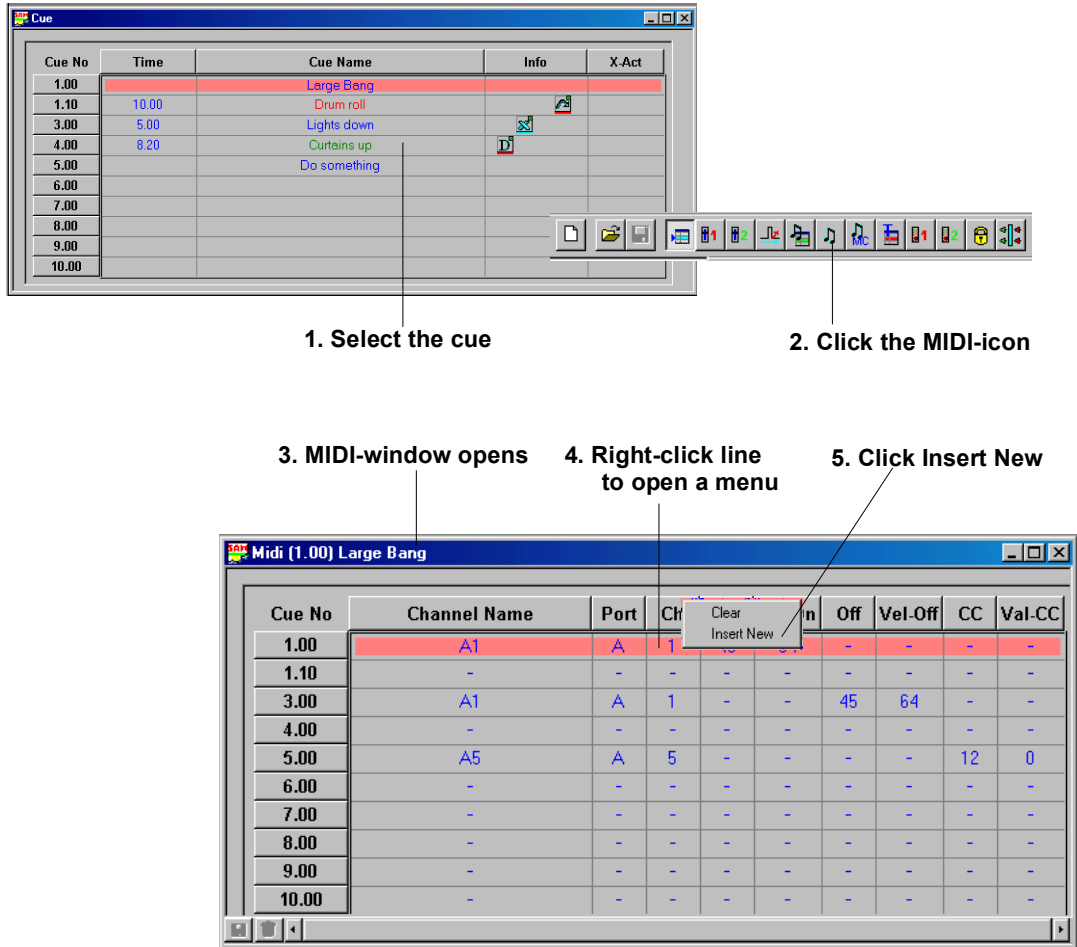 Cue
Cue No Time Cue Name Info X-Act
1.00 Large Bang
1.10 10.00 Drum roll
3.00 5.00 Lights down
4.00 8.20 Curtains up D
5.00 Do something
6.00
7.00
8.00
9.00
10.00
1 2 MC 1 2
1. Select the cue
2. Click the MIDI-icon
3. MIDI-window opens
4. Right-click line
to open a menu
5. Click Insert New
SAM Midi (1.00) Large Bang
Cue No Channel Name Port Off Vel-Off CC Val-CC
Clear
Insert New
1.00 A1 A 1 - - - -
1.10 - - - - - - - - -
3.00 A1 A 1 - - 45 64 - -
4.00 - - - - - - - - -
5.00 A5 A 5 - - - - 12 0
6.00 - - - - - - - - -
7.00 - - - - - - - - -
8.00 - - - - - - - - -
9.00 - - - - - - - - -
10.00 - - - - - - - - -